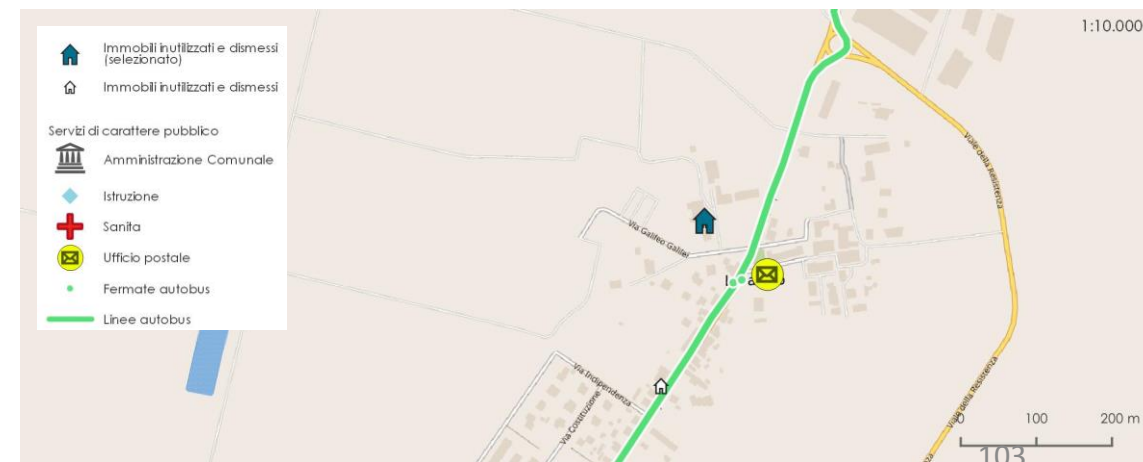 1:10.000
Immobili inutilizzati e dismessi
(selezionato)
Immobili inutilizzati e dismessi
Servizi di carattere pubblico
Amministrazione Comunale
Istruzione
Sanita
Ufficio postale
Fermate autobus
Linee autobus
Viale della Resistenza
Via Galileo Galilei
Via Indipendenza
Via Costituzione
Viale della Resistenza
0 100 200 m
103